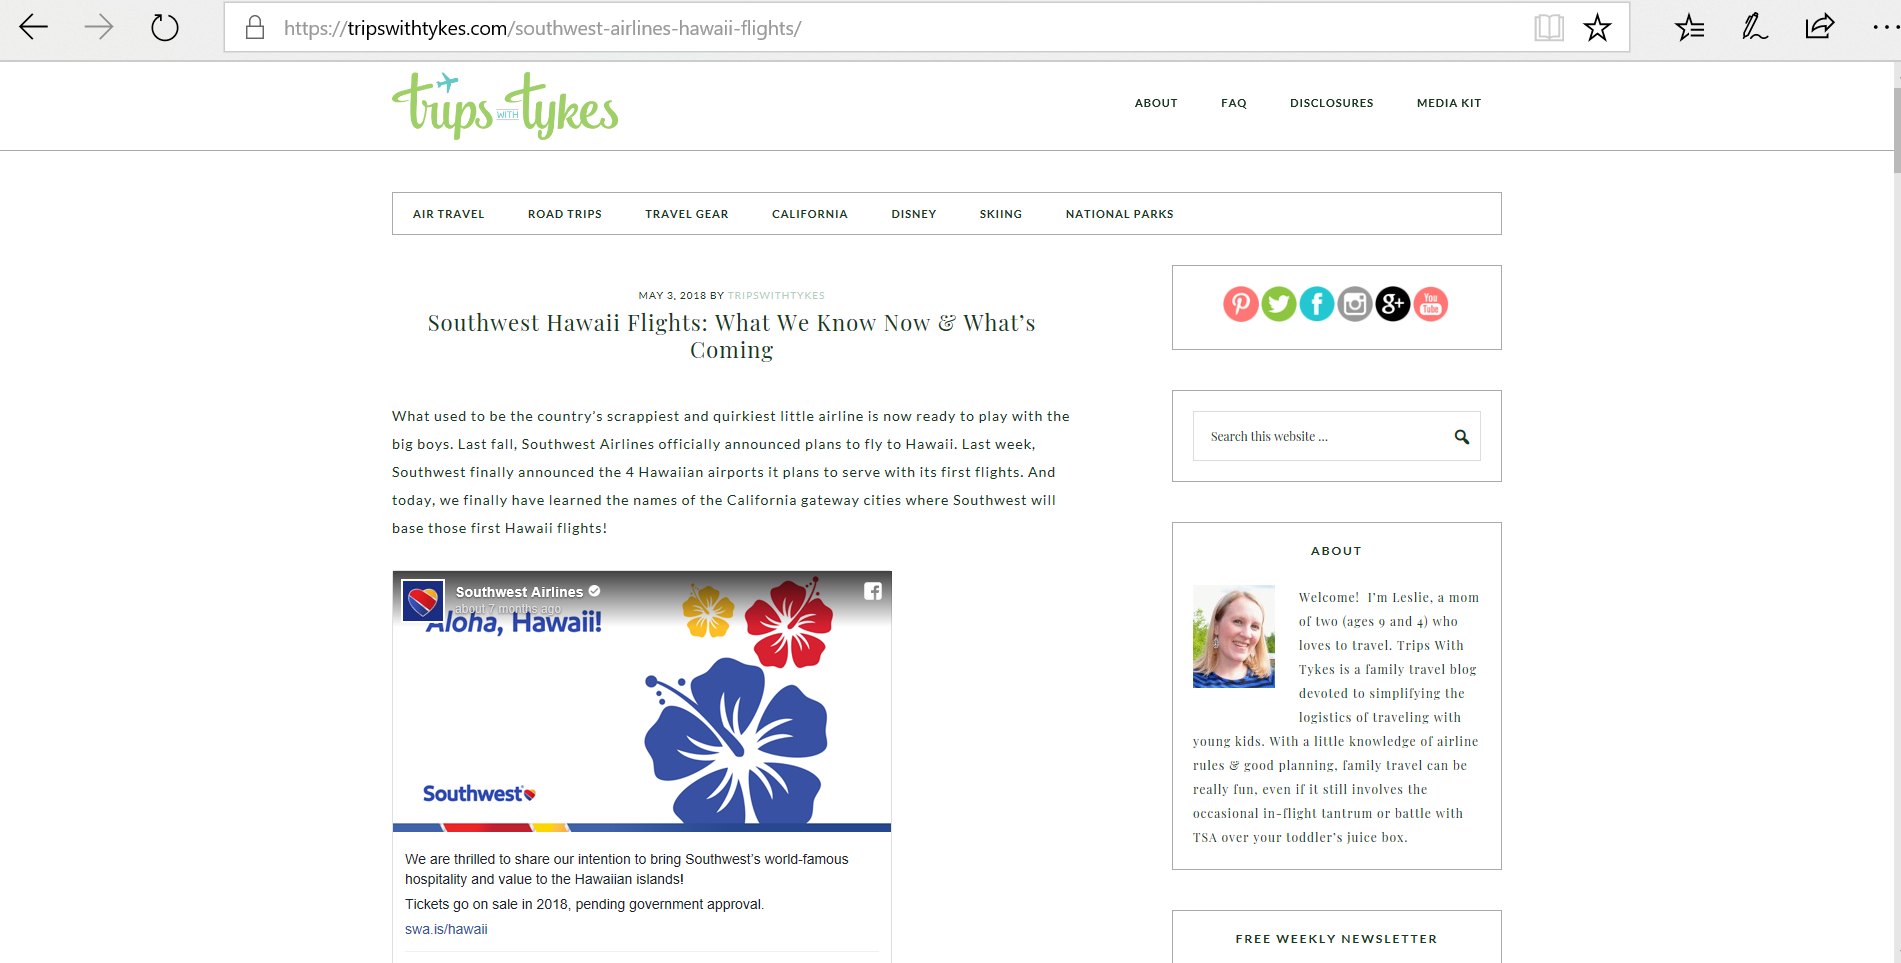 https://tripswithtykes.com/southwest-airlines-hawaii-flights/
trips WITH tykes
ABOUT FAQ DISCLOSURES MEDIA KIT
AIR TRAVEL ROAD TRIPS TRAVEL GEAR CALIFORNIA DISNEY SKIING NATIONAL PARKS
MAY 3, 2018 BY TRIPSWITHTYKES
Southwest Hawaii Flights: What We Know Now & What's
Coming
What used to be the country's scrappiest and quirkiest little airline is now ready to play with the
big boys. Last fall, Southwest Airlines officially announced plans to fly to Hawaii. Last week,
Southwest finally announced the 4 Hawaiian airports it plans to serve with its first flights. And
today, we finally have learned the names of the California gateway cities where Southwest will
base those first Hawaii flights!
Southwest Airlines
about 7 months ago
Aloha, Hawaii!
Southwest
We are thrilled to share our intention to bring Southwest's world-famous
hospitality and value to the Hawaiian islands!
Tickets go on sale in 2018, pending government approval.
swa.is/hawaii
g+ You Tube
Search this website ...
ABOUT
Welcome! I'm Leslie, a mom
of two (ages 9 and 4) who
loves to travel. Trips With
Tykes is a family travel blog
devoted to simplifying the
logistics of traveling with
young kids. With a little knowledge of airline
rules & good planning, family travel can be
really fun, even if it still involves the
occasional in-flight tantrum or battle with
TSA over your toddler's juice box.
FREE WEEKLY NEWSLETTER